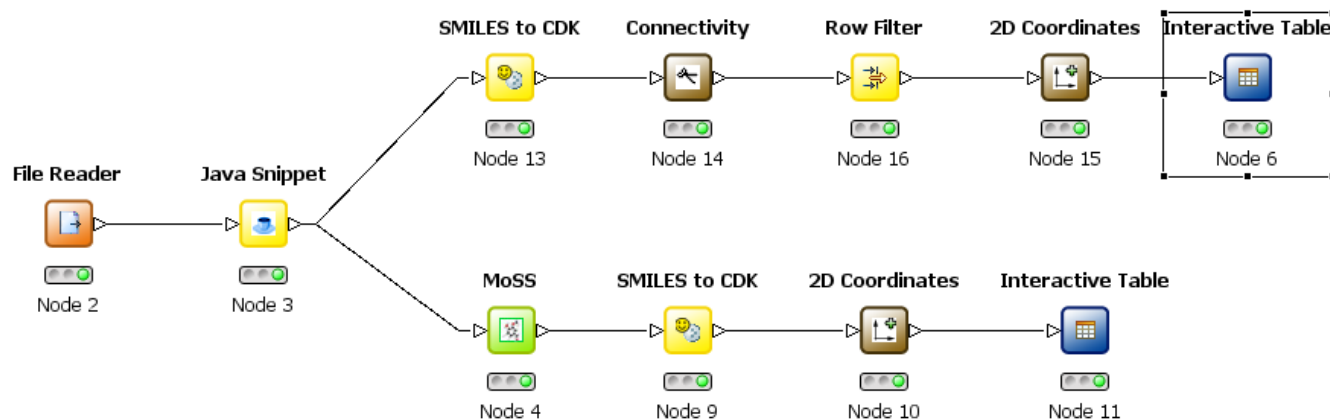 SMILES to CDK Connectivity Row Filter 2D Coordinates Interactive Table
Node 13 Node 14 Node 16 Node 15 Node 6
File Reader Java Snippet
Node 2 Node 3
MoSS SMILES to CDK 2D Coordinates Interactive Table
Node 4 Node 9 Node 10 Node 11